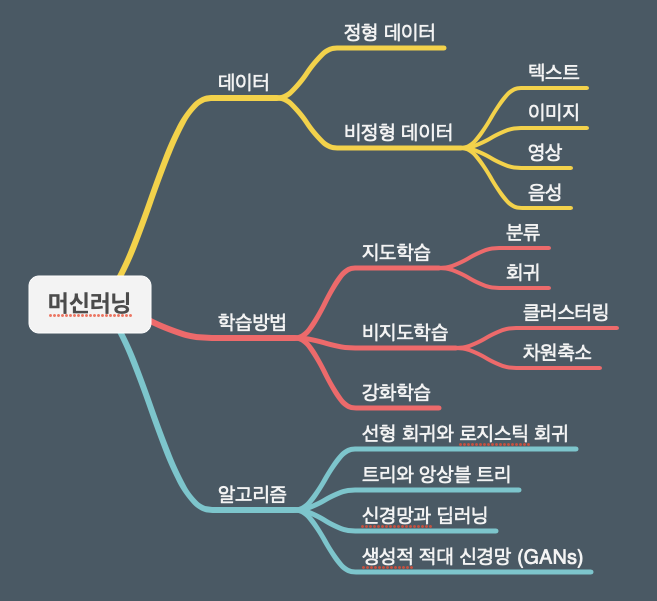 머신러닝
데이터
정형 데이터
비정형 데이터
텍스트
이미지
영상
음성
학습방법
지도학습
분류
회귀
비지도학습
클러스터링
차원축소
강화학습
알고리즘
선형 회귀와 로지스틱 회귀
트리와 앙상블 트리
신경망과 딥러닝
생성적 적대 신경망 (GANs)